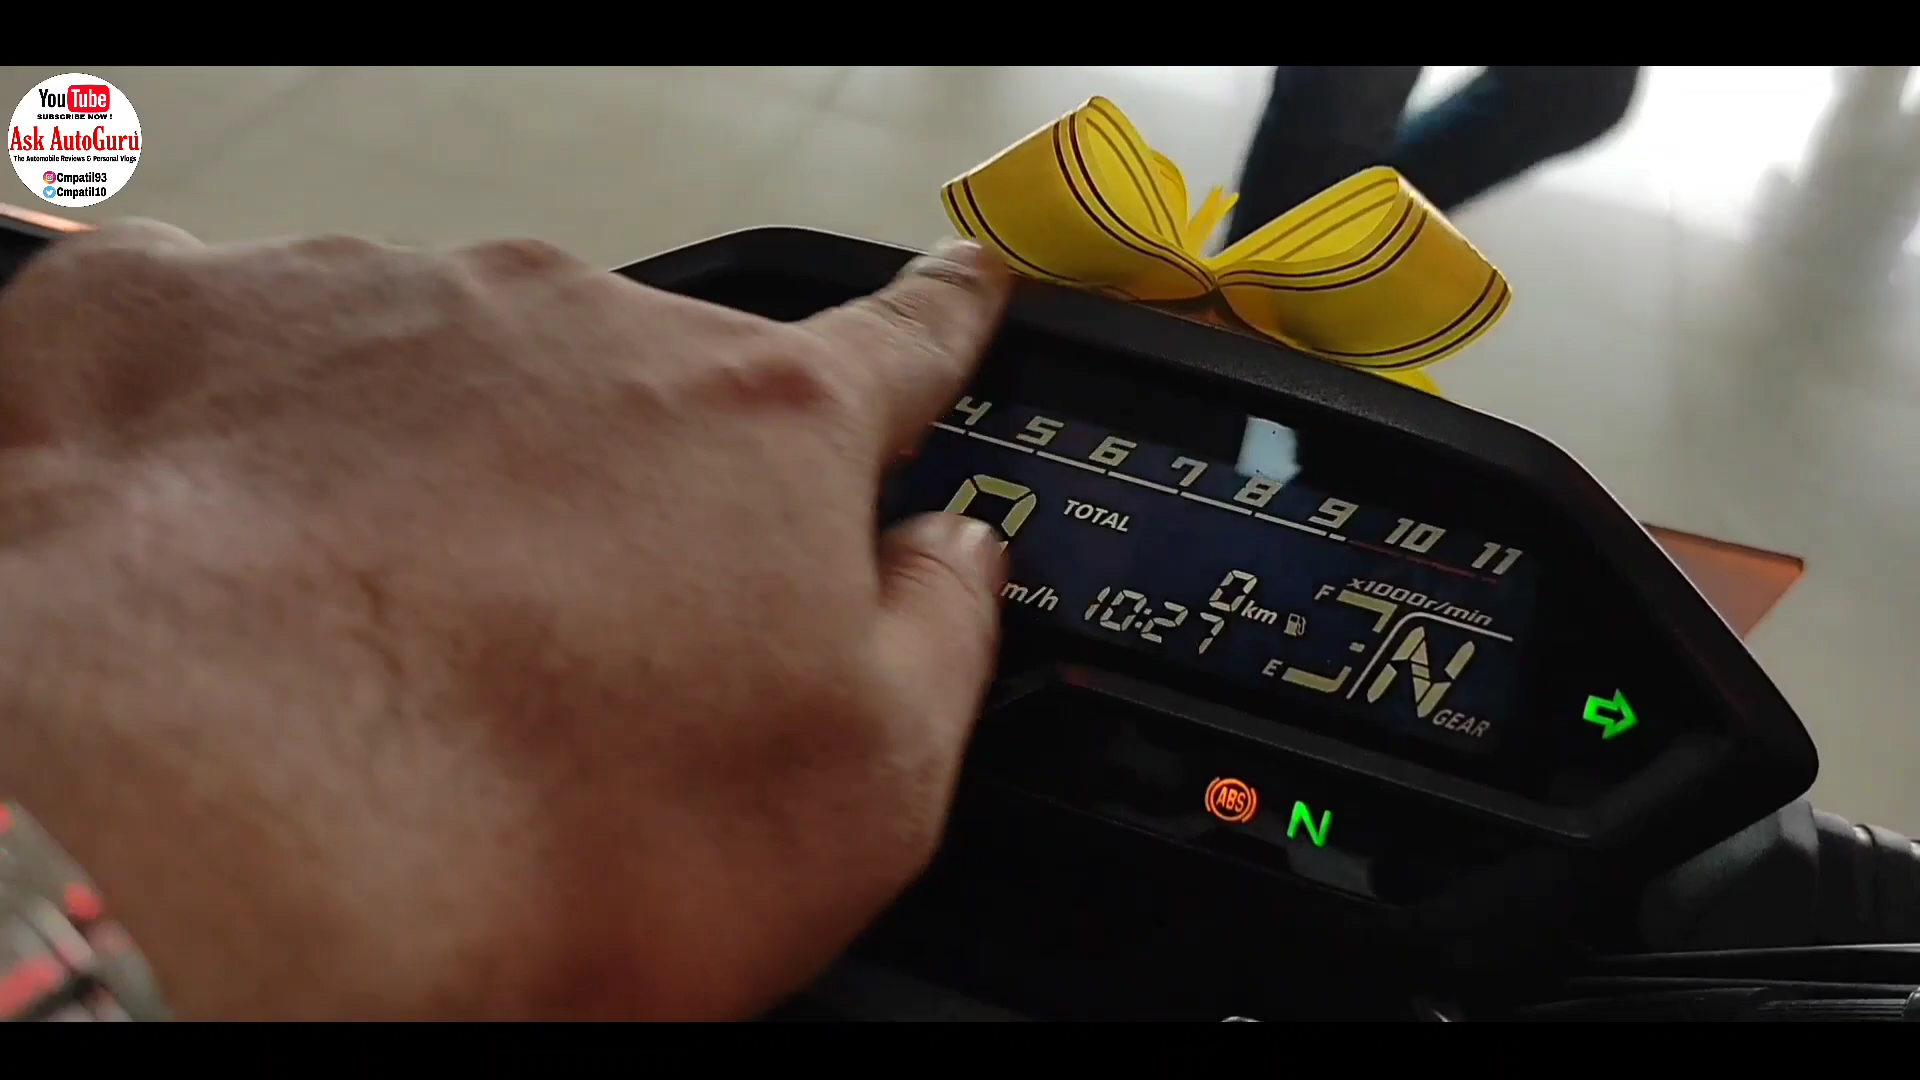 YouTube
SUBSCRIBE NOW !
Ask AutoGuru
The Automobile Reviews & Personal Vlogs
Cmpatil93
Cmpatil10
4 5 6 7 8 9 10 11
x1000r/min
0 TOTAL
m/h 10:27 0 km F
E N
GEAR
ABS N